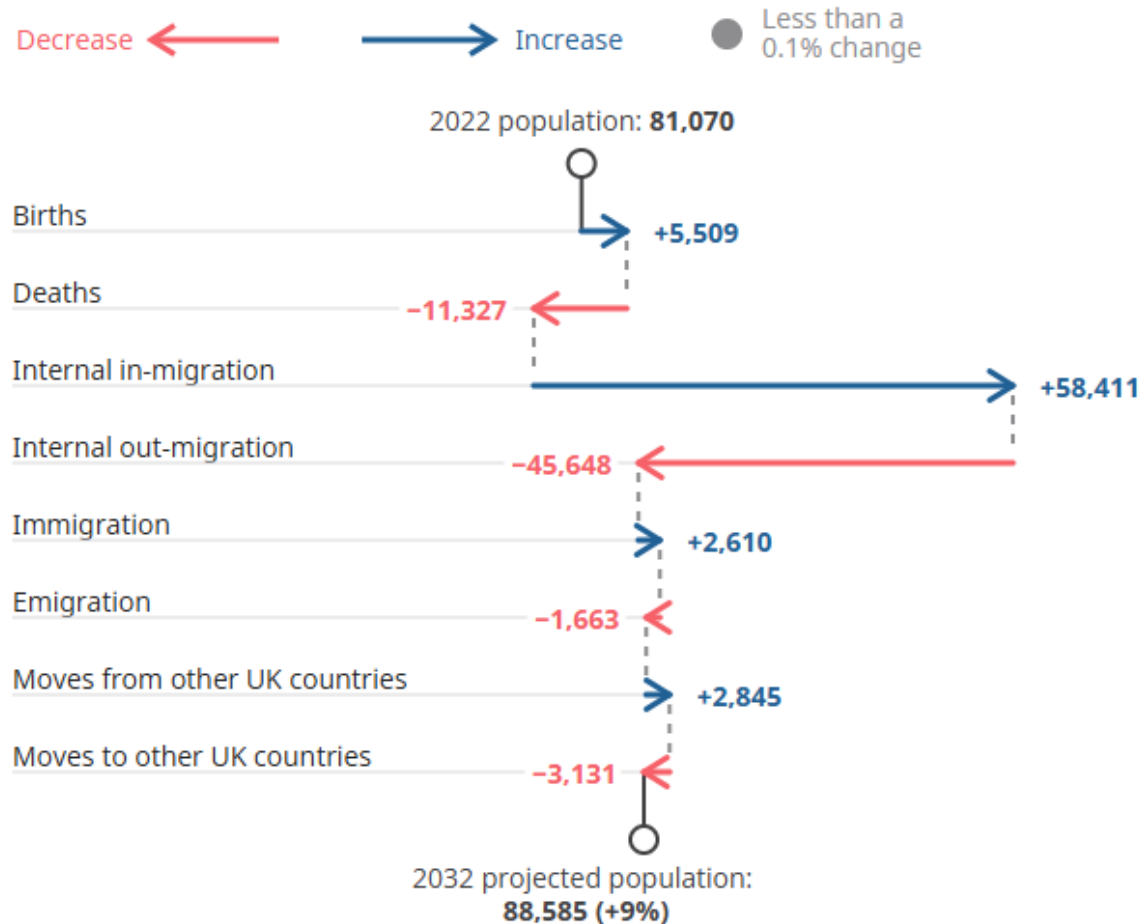 Decrease
Increase
Less than a
0.1% change
2022 population: 81,070
Births
+5,509
Deaths
−11,327
Internal in-migration
+58,411
Internal out-migration
−45,648
Immigration
+2,610
Emigration
−1,663
Moves from other UK countries
+2,845
Moves to other UK countries
−3,131
2032 projected population:
88,585 (+9%)